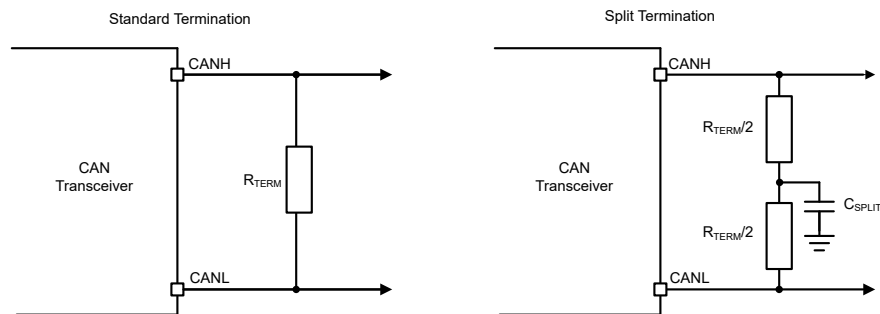 Standard Termination
CANH
CAN
Transceiver
RTERM
CANL
Split Termination
CANH
RTERM/2
CAN
Transceiver
CSPLIT
RTERM/2
CANL